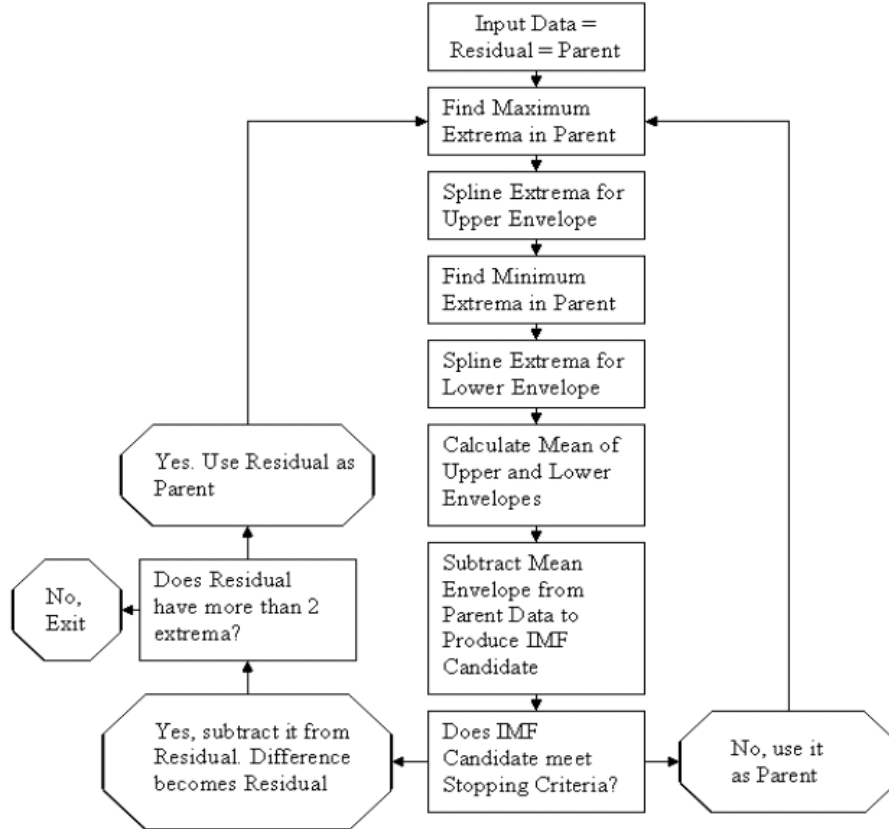 Input Data =
Residual = Parent
Find Maximum
Extrema in Parent
Spline Extrema for
Upper Envelope
Find Minimum
Extrema in Parent
Spline Extrema for
Lower Envelope
Calculate Mean of
Upper and Lower
Envelopes
Subtract Mean
Envelope from
Parent Data to
Produce IMF
Candidate
Does IMF
Candidate meet
Stopping Criteria?
No, use it
as Parent
Yes, subtract it from
Residual. Difference
becomes Residual
Does Residual
have more than 2
extrema?
No,
Exit
Yes. Use Residual as
Parent